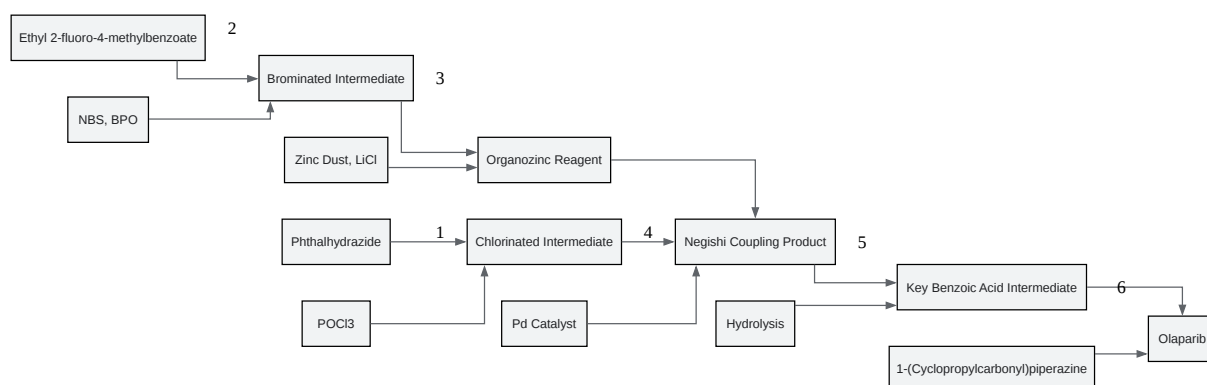 Ethyl 2-fluoro-4-methylbenzoate
2
Brominated Intermediate
3
NBS, BPO
Zinc Dust, LiCl
Organozinc Reagent
Phthalhydrazide
1
Chlorinated Intermediate
4
Negishi Coupling Product
5
Key Benzoic Acid Intermediate
6
POCl3
Pd Catalyst
Hydrolysis
Olaparib
1-(Cyclopropylcarbonyl)piperazine